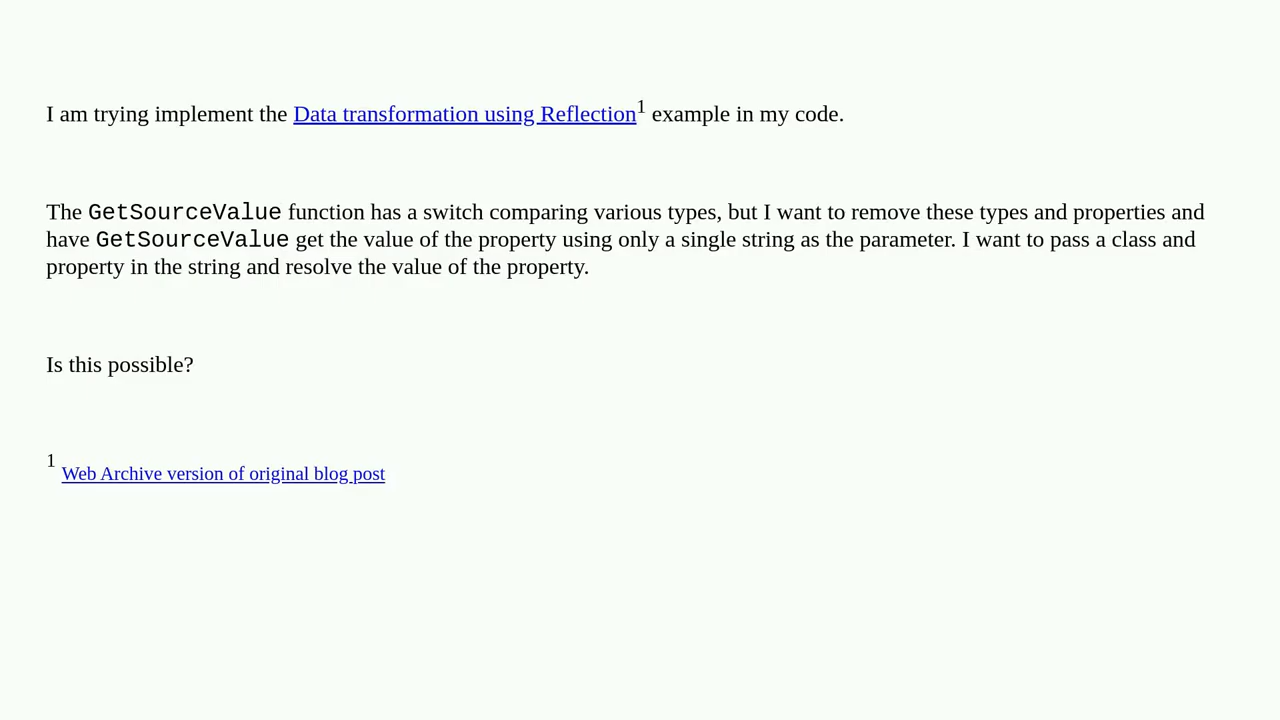 I am trying implement the Data transformation using Reflection1 example in my code.
The GetSourceValue function has a switch comparing various types, but I want to remove these types and properties and
have GetSourceValue get the value of the property using only a single string as the parameter. I want to pass a class and
property in the string and resolve the value of the property.
Is this possible?
1 Web Archive version of original blog post